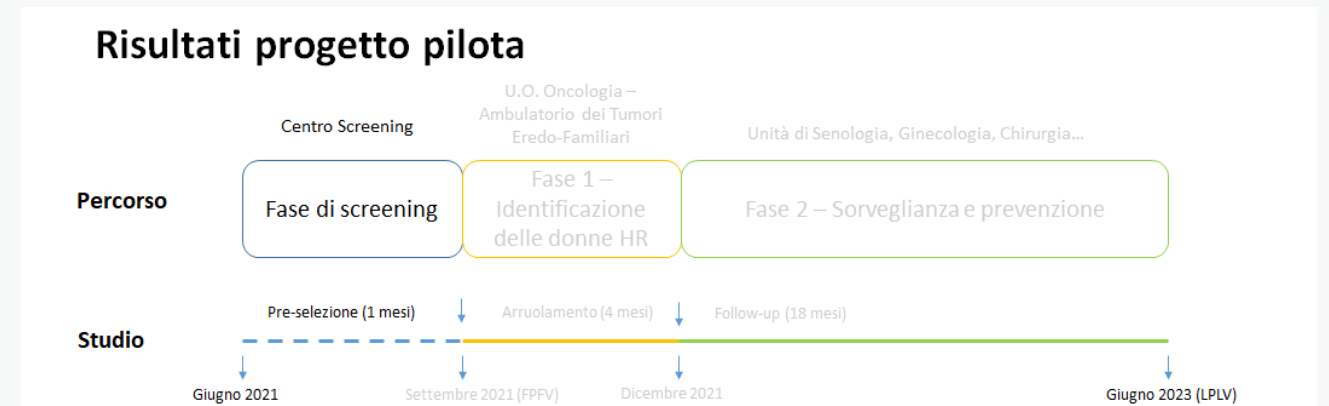 Risultati progetto pilota
U.O. Oncologia –
Ambulatorio dei Tumori
Eredo-Familiari
Centro Screening
Unità di Senologia, Ginecologia, Chirurgia…
Percorso
Fase di screening
Fase 1 –
Identificazione
delle donne HR
Fase 2 – Sorveglianza e prevenzione
Pre-selezione (1 mesi)
Arruolamento (4 mesi)
Follow-up (18 mesi)
Studio
Giugno 2021
Settembre 2021 (FPFV)
Dicembre 2021
Giugno 2023 (LPLV)